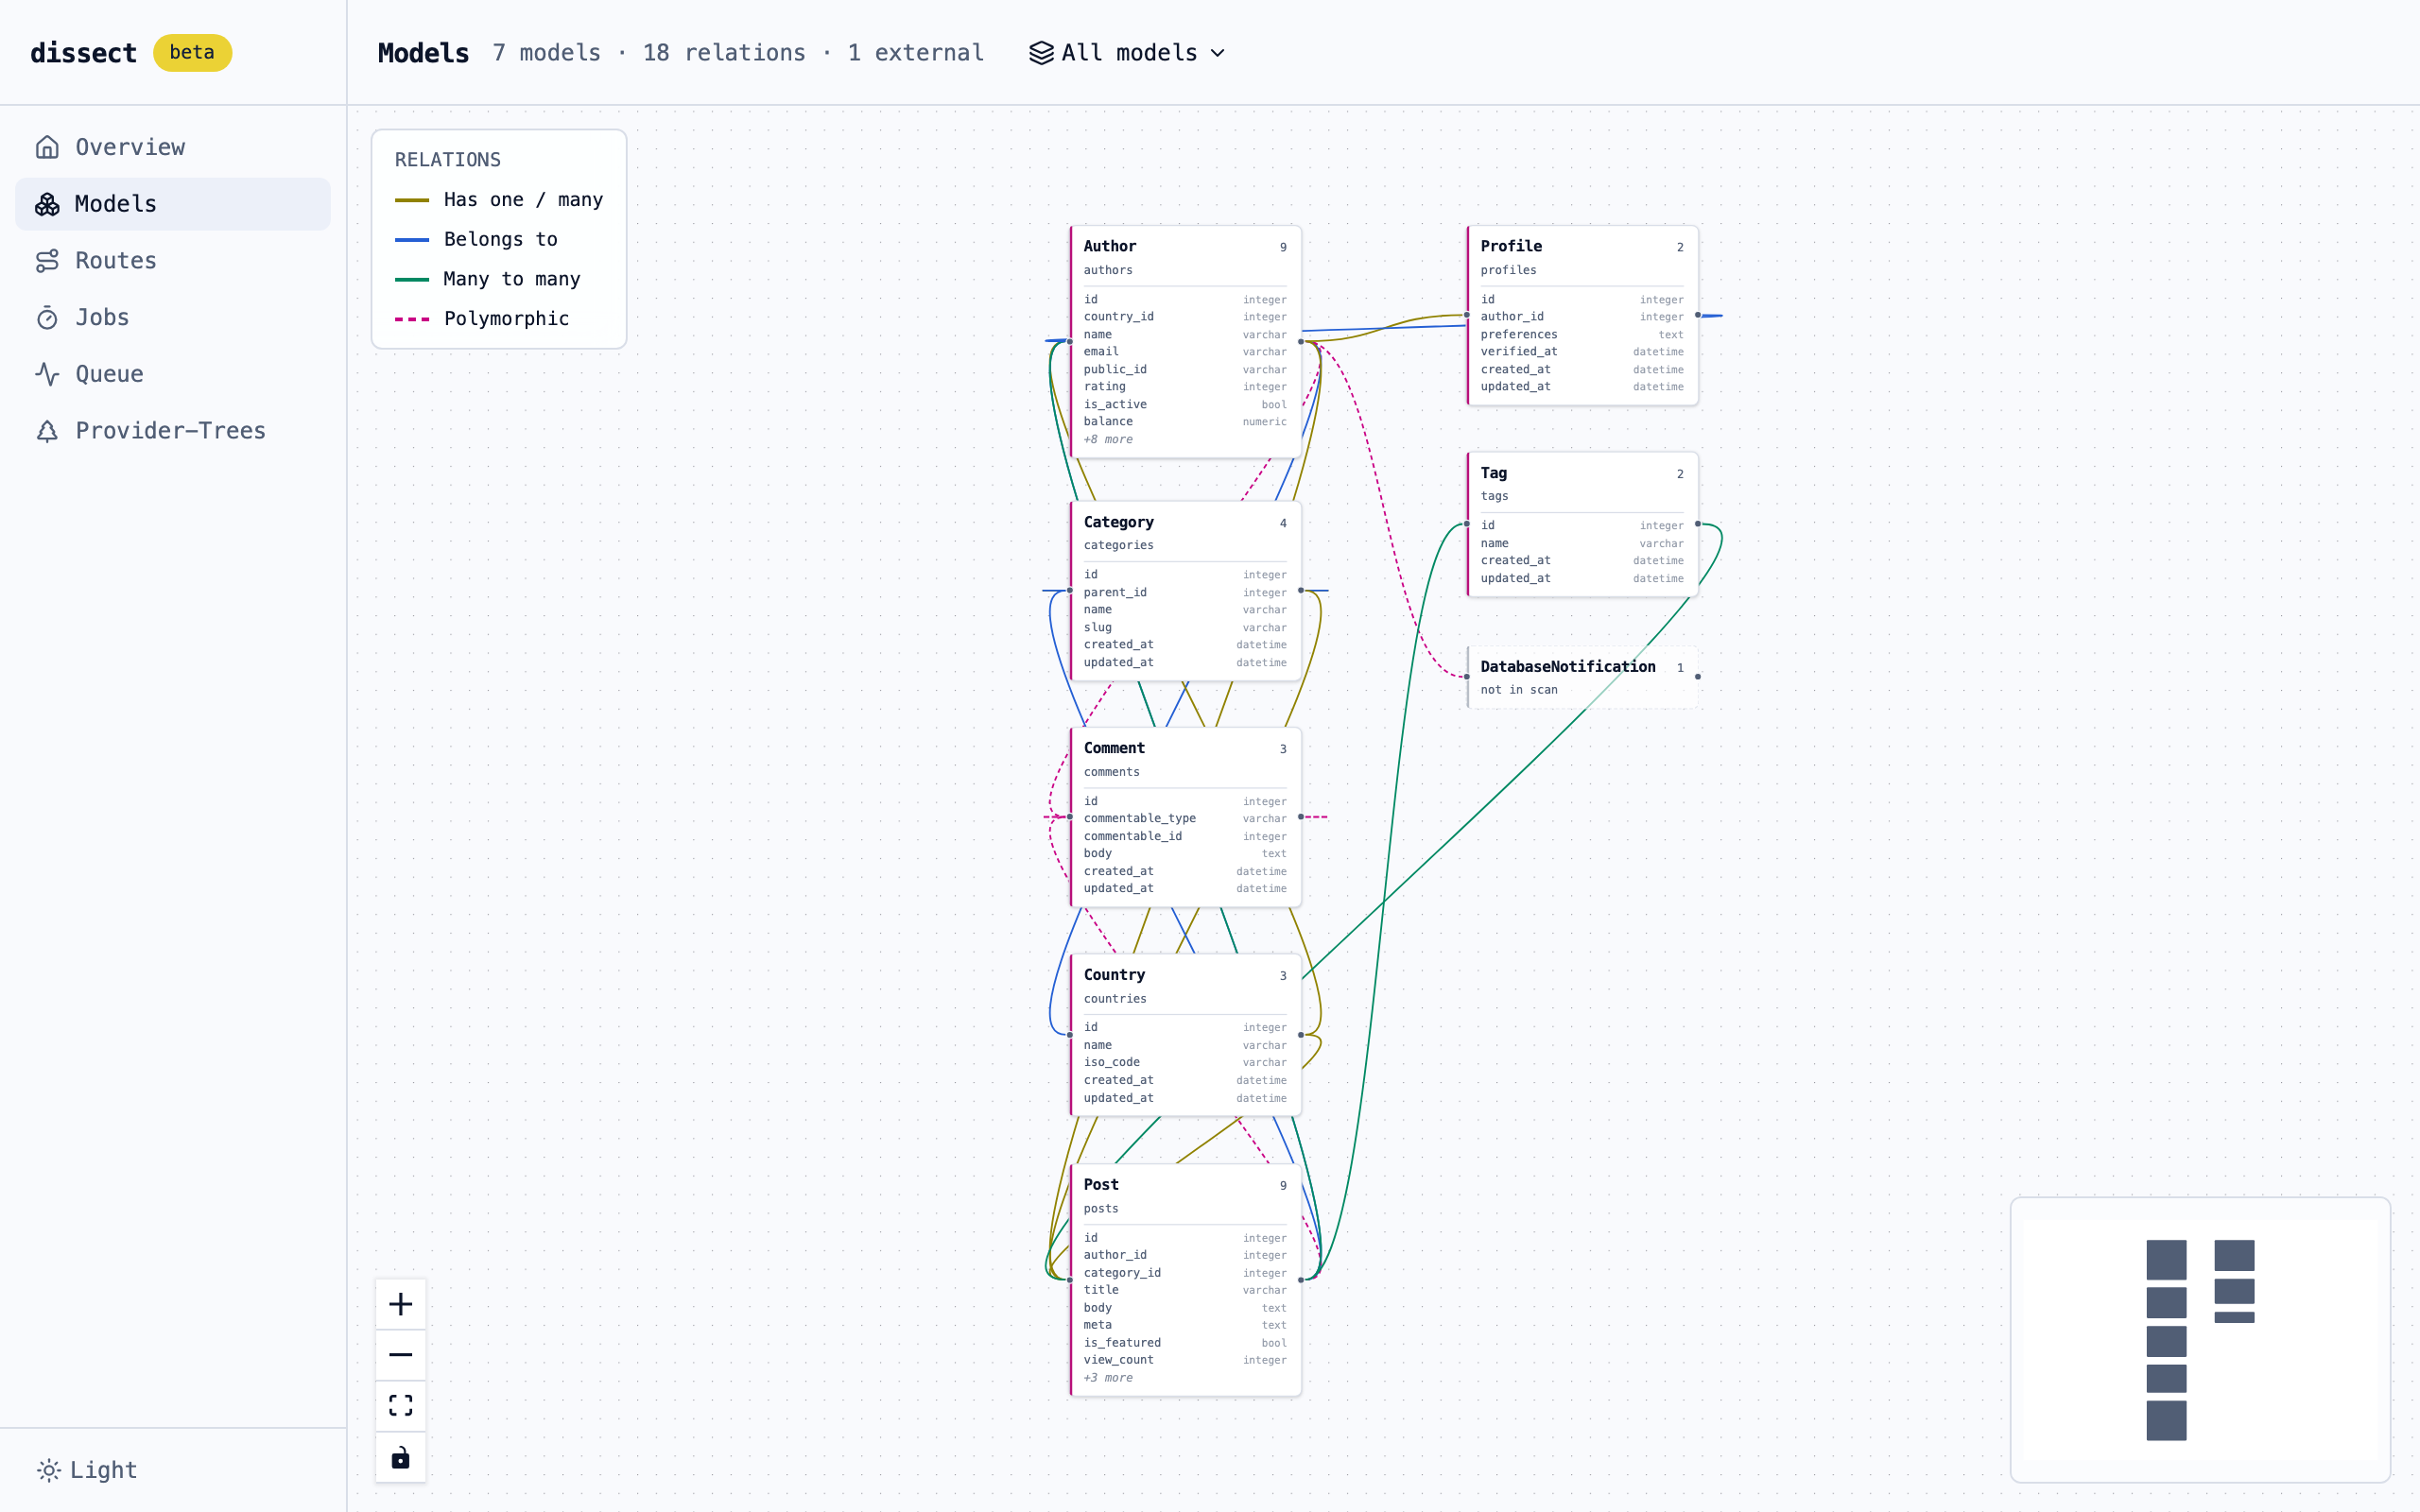 dissect beta
Models 7 models · 18 relations · 1 external All models
Overview
Models
Routes
Jobs
Queue
Provider-Trees
Light
RELATIONS
Has one / many
Belongs to
Many to many
Polymorphic
Author 9
authors
id integer
country_id integer
name varchar
email varchar
public_id varchar
rating integer
is_active bool
balance numeric
+8 more
Category 4
categories
id integer
parent_id integer
name varchar
slug varchar
created_at datetime
updated_at datetime
Comment 3
comments
id integer
commentable_type varchar
commentable_id integer
body text
created_at datetime
updated_at datetime
Country 3
countries
id integer
name varchar
iso_code varchar
created_at datetime
updated_at datetime
Post 9
posts
id integer
author_id integer
category_id integer
title varchar
body text
meta text
is_featured bool
view_count integer
+3 more
Profile 2
profiles
id integer
author_id integer
preferences text
verified_at datetime
created_at datetime
updated_at datetime
Tag 2
tags
id integer
name varchar
created_at datetime
updated_at datetime
DatabaseNotification 1
not in scan